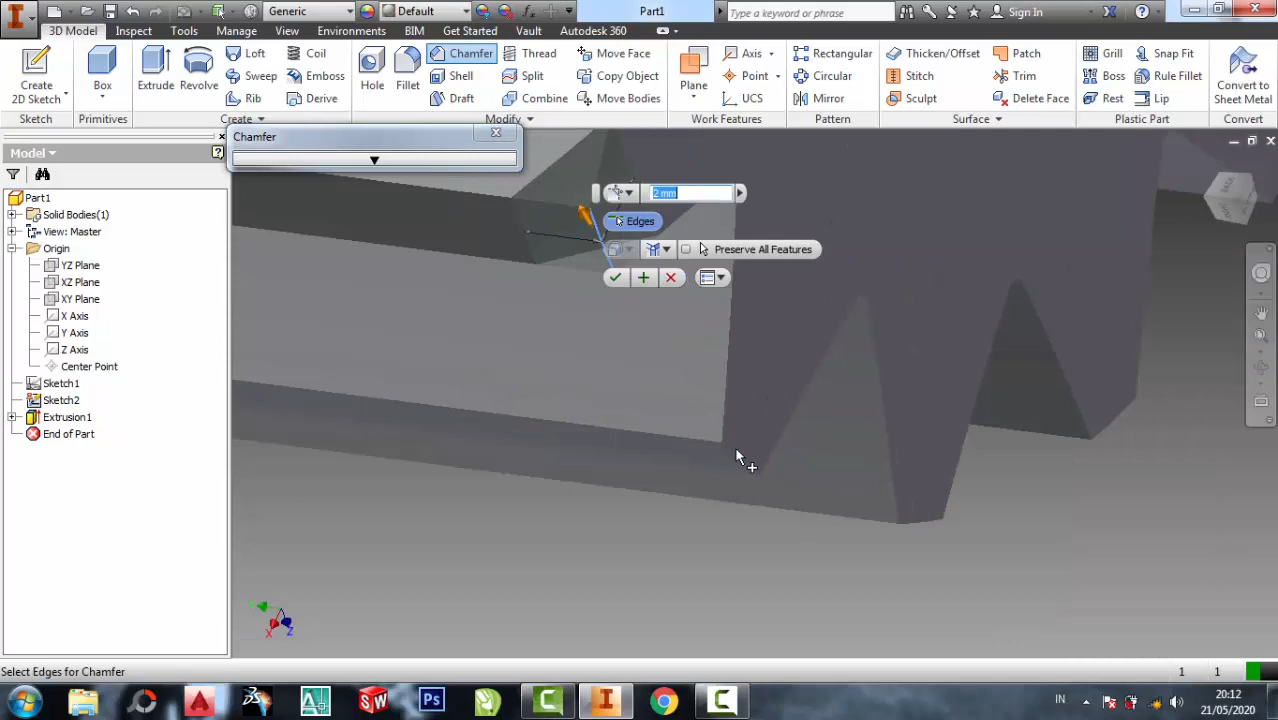 Generic Default Part1 Type a keyword or phrase Sign In
3D Model Inspect Tools Manage View Environments BIM Get Started Vault Autodesk 360
Loft Coil Chamfer Thread Move Face Axis Rectangular Thicken/Offset Patch Grill Snap Fit
Create 2D Sketch Box Extrude Revolve Sweep Emboss Hole Fillet Shell Split Copy Object Plane Point Circular Stitch Trim Boss Rule Fillet Convert to Sheet Metal
Rib Derive Draft Combine Move Bodies UCS Mirror Sculpt Delete Face Rest Lip
Sketch Primitives Create Modify Work Features Pattern Surface Plastic Part Convert
Chamfer
Model
2 mm
Edges
Preserve All Features
Part1
Solid Bodies(1)
View: Master
Origin
YZ Plane
XZ Plane
XY Plane
X Axis
Y Axis
Z Axis
Center Point
Sketch1
Sketch2
Extrusion1
End of Part
X
Z
Select Edges for Chamfer 1 1
IN 20:12
21/05/2020